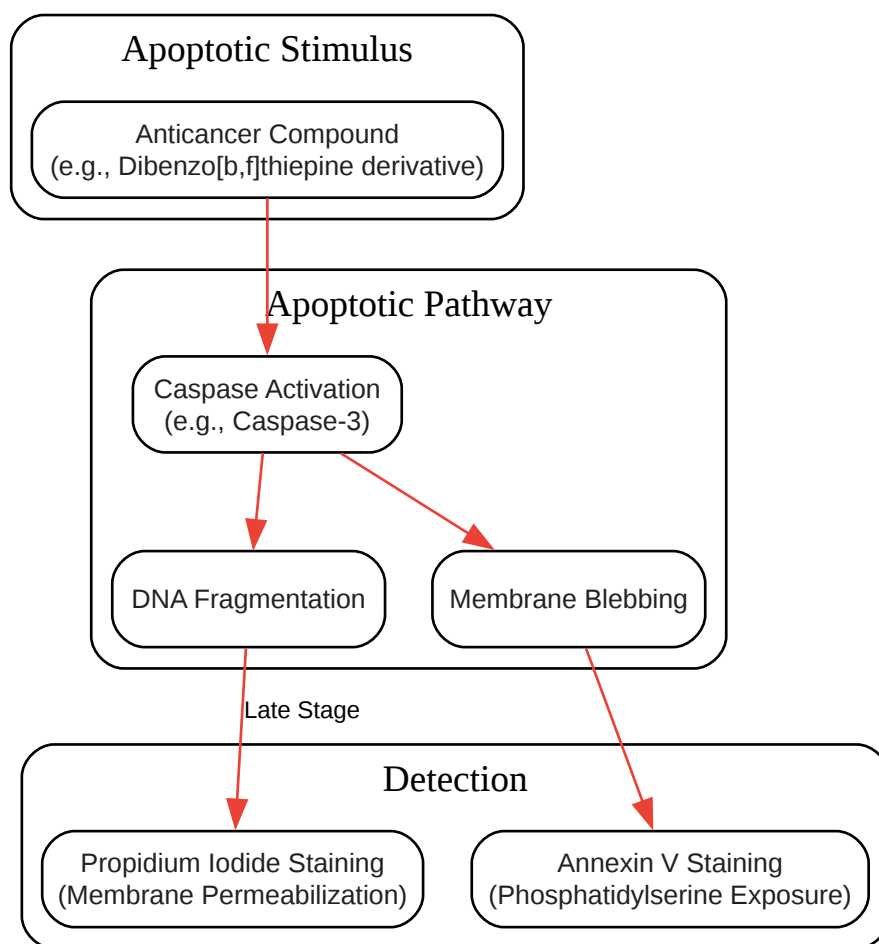 Apoptotic Stimulus
Anticancer Compound
(e.g., Dibenzo[b,f]thiepine derivative)
Apoptotic Pathway
Caspase Activation
(e.g., Caspase-3)
DNA Fragmentation
Membrane Blebbing
Late Stage
Detection
Propidium Iodide Staining
(Membrane Permeabilization)
Annexin V Staining
(Phosphatidylserine Exposure)